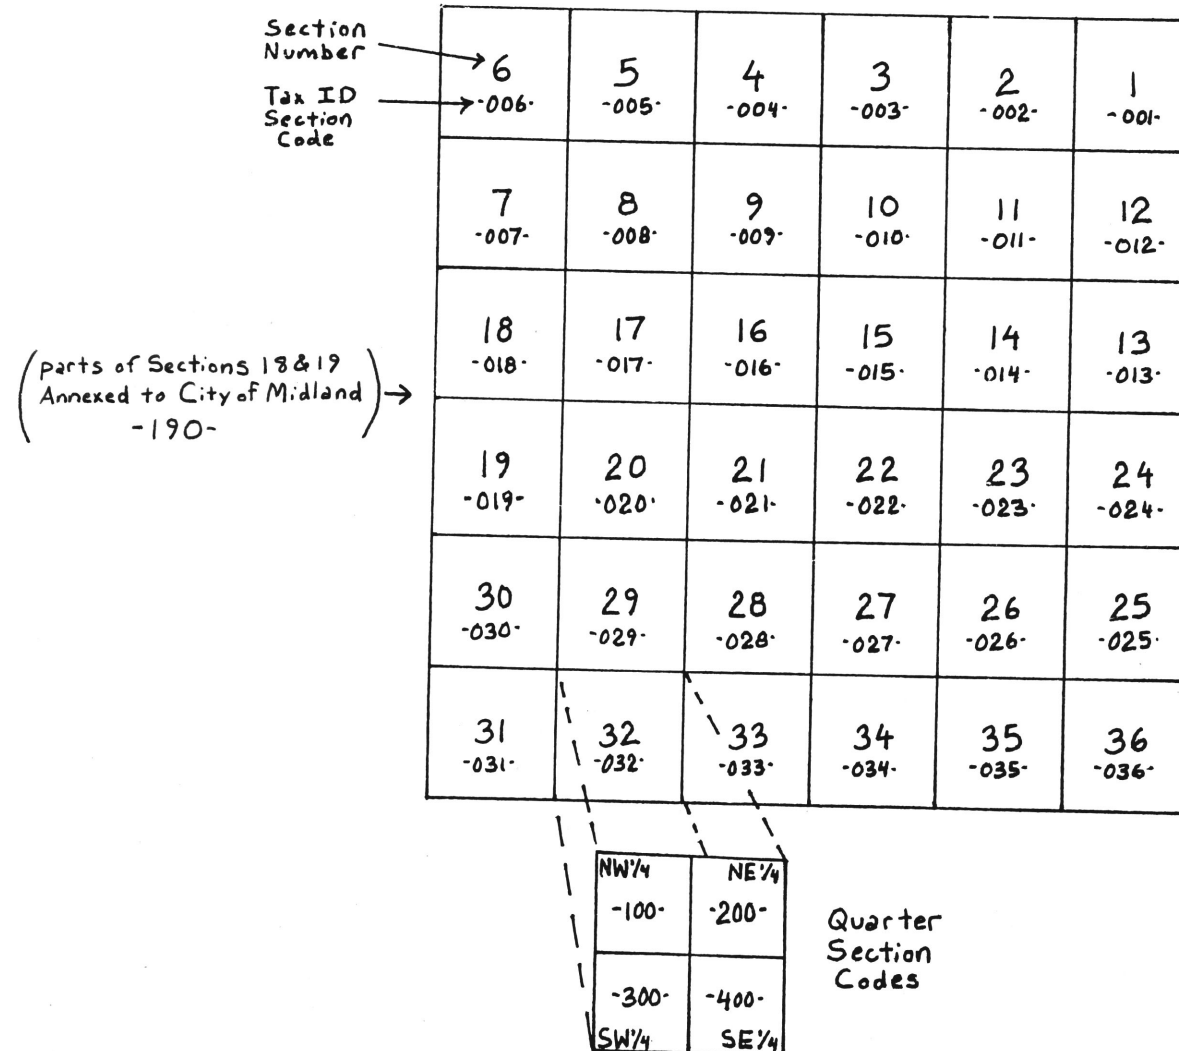 Section
Number
Tax ID
Section
Code
6 5 4 3 2 1
-006- -005- -004- -003- -002- -001-
7 8 9 10 11 12
-007- -008- -009- -010- -011- -012-
18 17 16 15 14 13
-018- -017- -016- -015- -014- -013-
(parts of Sections 18 & 19
Annexed to City of Midland
-190-)
19 20 21 22 23 24
-019- -020- -021- -022- -023- -024-
30 29 28 27 26 25
-030- -029- -028- -027- -026- -025-
31 32 33 34 35 36
-031- -032- -033- -034- -035- -036-
NW¼ NE¼
-100- -200-
-300- -400-
SW¼ SE¼
Quarter
Section
Codes